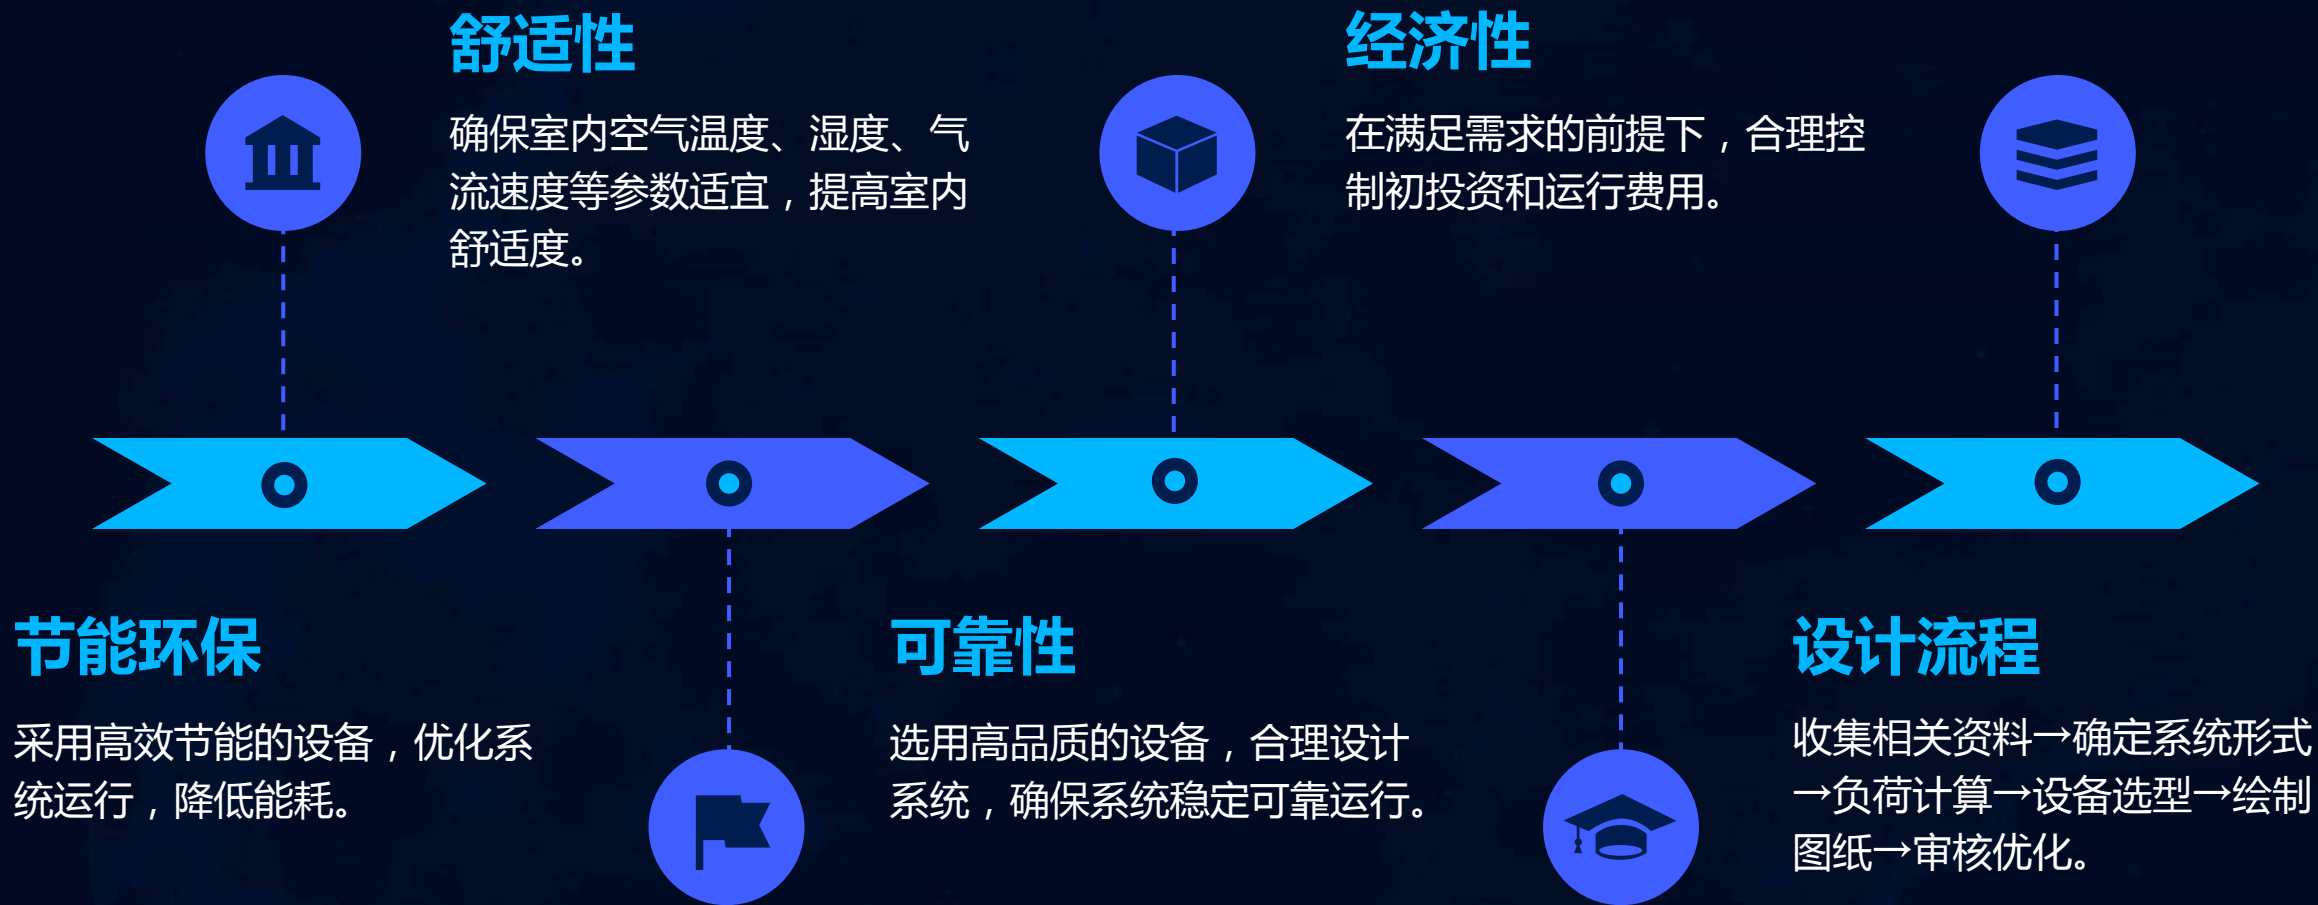 舒适性
确保室内空气温度、湿度、气
流速度等参数适宜，提高室内
舒适度。
经济性
在满足需求的前提下，合理控
制初投资和运行费用。
节能环保
采用高效节能的设备，优化系
统运行，降低能耗。
可靠性
选用高品质的设备，合理设计
系统，确保系统稳定可靠运行。
设计流程
收集相关资料→确定系统形式
→负荷计算→设备选型→绘制
图纸→审核优化。